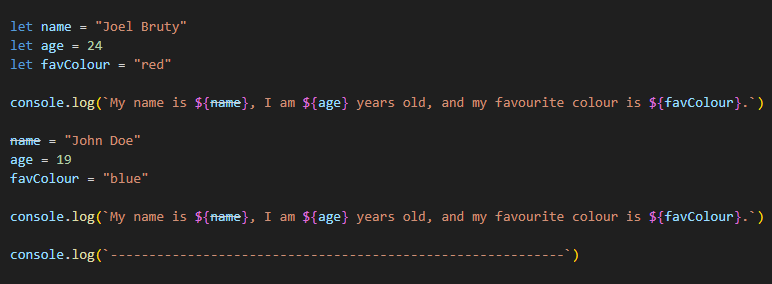 let name = "Joel Bruty"
let age = 24
let favColour = "red"
console.log(`My name is ${name}, I am ${age} years old, and my favourite colour is ${favColour}.`)
name = "John Doe"
age = 19
favColour = "blue"
console.log(`My name is ${name}, I am ${age} years old, and my favourite colour is ${favColour}.`)
console.log(`-----------------------------------------------------------`)